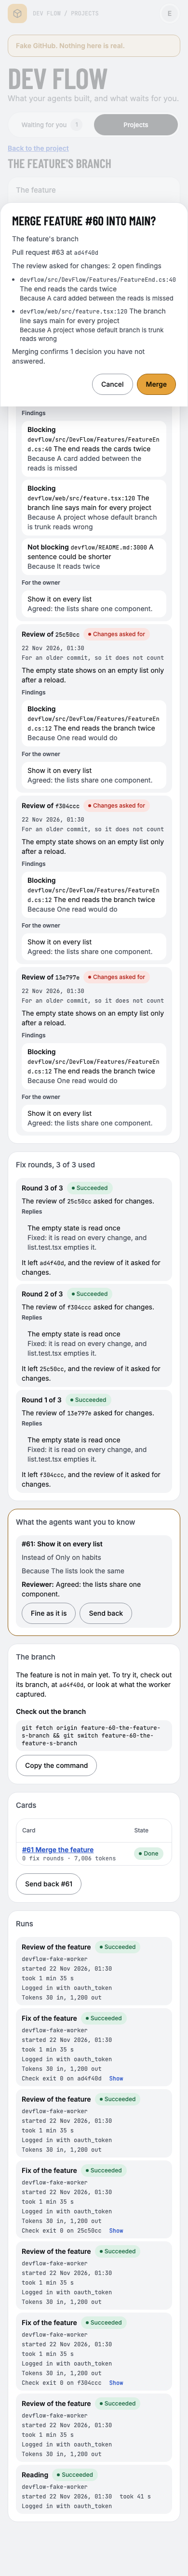 DEV FLOW / PROJECTS
E
Fake GitHub. Nothing here is real.
DEV FLOW
What your agents built, and what waits for you.
Waiting for you
Projects
Back to the project
THE FEATURE'S BRANCH
The feature
MERGE FEATURE #60 INTO MAIN?
The feature's branch
Pull request #63 at ad4f40d
The review asked for changes: 2 open findings
devflow/src/DevFlow/Features/FeatureEnd.cs:40
The end reads the cards twice
Because A card added between the reads is missed
devflow/web/src/feature.tsx:120 The branch
line says main for every project
Because A project whose default branch is trunk
reads wrong
Merging confirms 1 decision you have not
answered.
Cancel
Merge
Findings
Blocking
devflow/src/DevFlow/Features/FeatureEn
d.cs:40 The end reads the cards twice
Because A card added between the
reads is missed
Blocking
devflow/web/src/feature.tsx:120 The
branch line says main for every project
Because A project whose default branch
is trunk reads wrong
Not blocking devflow/README.md:3000 A
sentence could be shorter
Because It reads twice
For the owner
Show it on every list
Agreed: the lists share one component.
Review of 25c50cc Changes asked for
22 Nov 2026, 01:30
For an older commit, so it does not count
The empty state shows on an empty list only
after a reload.
Findings
Blocking
devflow/src/DevFlow/Features/FeatureEn
d.cs:12 The end reads the branch twice
Because One read would do
For the owner
Show it on every list
Agreed: the lists share one component.
Review of f304ccc Changes asked for
22 Nov 2026, 01:30
For an older commit, so it does not count
The empty state shows on an empty list only
after a reload.
Findings
Blocking
devflow/src/DevFlow/Features/FeatureEn
d.cs:12 The end reads the branch twice
Because One read would do
For the owner
Show it on every list
Agreed: the lists share one component.
Review of 13e797e Changes asked for
22 Nov 2026, 01:30
For an older commit, so it does not count
The empty state shows on an empty list only
after a reload.
Findings
Blocking
devflow/src/DevFlow/Features/FeatureEn
d.cs:12 The end reads the branch twice
Because One read would do
For the owner
Show it on every list
Agreed: the lists share one component.
Fix rounds, 3 of 3 used
Round 3 of 3 Succeeded
The review of 25c50cc asked for changes.
Replies
The empty state is read once
Fixed: it is read on every change, and
list.test.tsx empties it.
It left ad4f40d, and the review of it asked for
changes.
Round 2 of 3 Succeeded
The review of f304ccc asked for changes.
Replies
The empty state is read once
Fixed: it is read on every change, and
list.test.tsx empties it.
It left 25c50cc, and the review of it asked for
changes.
Round 1 of 3 Succeeded
The review of 13e797e asked for changes.
Replies
The empty state is read once
Fixed: it is read on every change, and
list.test.tsx empties it.
It left f304ccc, and the review of it asked for
changes.
What the agents want you to know
#61: Show it on every list
Instead of Only on habits
Because The lists look the same
Reviewer: Agreed: the lists share one
component.
Fine as it is
Send back
The branch
The feature is not in main yet. To try it, check out
its branch, at ad4f40d, or look at what the worker
captured.
Check out the branch
git fetch origin feature-60-the-feature-
s-branch && git switch feature-60-the-
feature-s-branch
Copy the command
Cards
Card State
#61 Merge the feature Done
0 fix rounds · 7,006 tokens
Send back #61
Runs
Review of the feature Succeeded
devflow-fake-worker
started 22 Nov 2026, 01:30
took 1 min 35 s
Logged in with oauth_token
Tokens 30 in, 1,200 out
Fix of the feature Succeeded
devflow-fake-worker
started 22 Nov 2026, 01:30
took 1 min 35 s
Logged in with oauth_token
Tokens 30 in, 1,200 out
Check exit 0 on ad4f40d Show
Review of the feature Succeeded
devflow-fake-worker
started 22 Nov 2026, 01:30
took 1 min 35 s
Logged in with oauth_token
Tokens 30 in, 1,200 out
Fix of the feature Succeeded
devflow-fake-worker
started 22 Nov 2026, 01:30
took 1 min 35 s
Logged in with oauth_token
Tokens 30 in, 1,200 out
Check exit 0 on 25c50cc Show
Review of the feature Succeeded
devflow-fake-worker
started 22 Nov 2026, 01:30
took 1 min 35 s
Logged in with oauth_token
Tokens 30 in, 1,200 out
Fix of the feature Succeeded
devflow-fake-worker
started 22 Nov 2026, 01:30
took 1 min 35 s
Logged in with oauth_token
Tokens 30 in, 1,200 out
Check exit 0 on f304ccc Show
Review of the feature Succeeded
devflow-fake-worker
started 22 Nov 2026, 01:30
took 1 min 35 s
Logged in with oauth_token
Tokens 30 in, 1,200 out
Reading Succeeded
devflow-fake-worker
started 22 Nov 2026, 01:30 took 41 s
Logged in with oauth_token